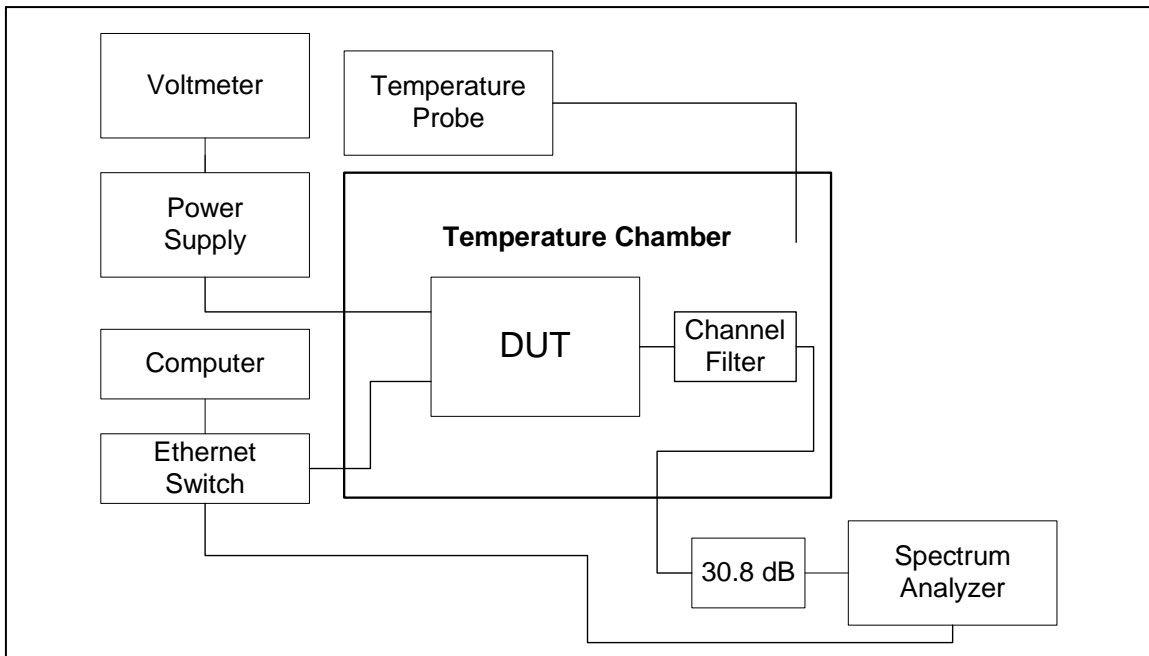 Voltmeter
Temperature
Probe
Power
Supply
Temperature Chamber
DUT
Channel
Filter
Computer
Ethernet
Switch
30.8 dB
Spectrum
Analyzer